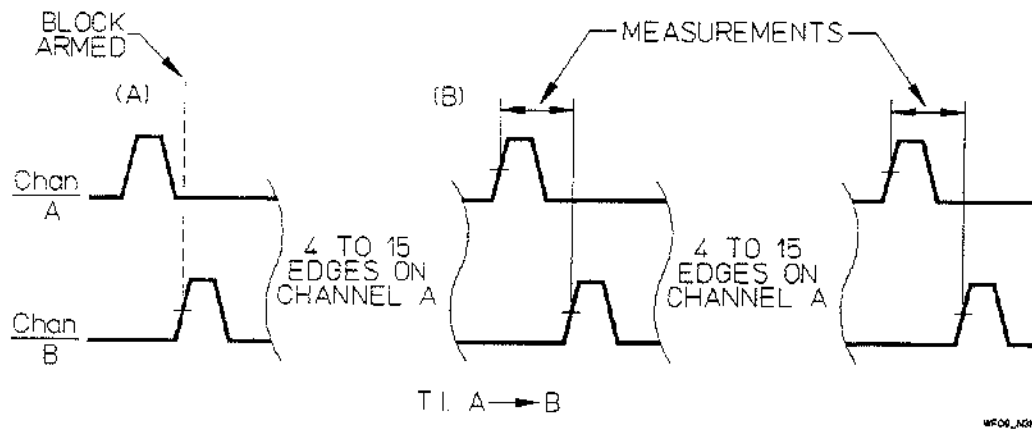 BLOCK
ARMED
MEASUREMENTS
(A)
(B)
Chan
A
4 TO 15
EDGES ON
CHANNEL A
4 TO 15
EDGES ON
CHANNEL A
Chan
B
T.I. A B